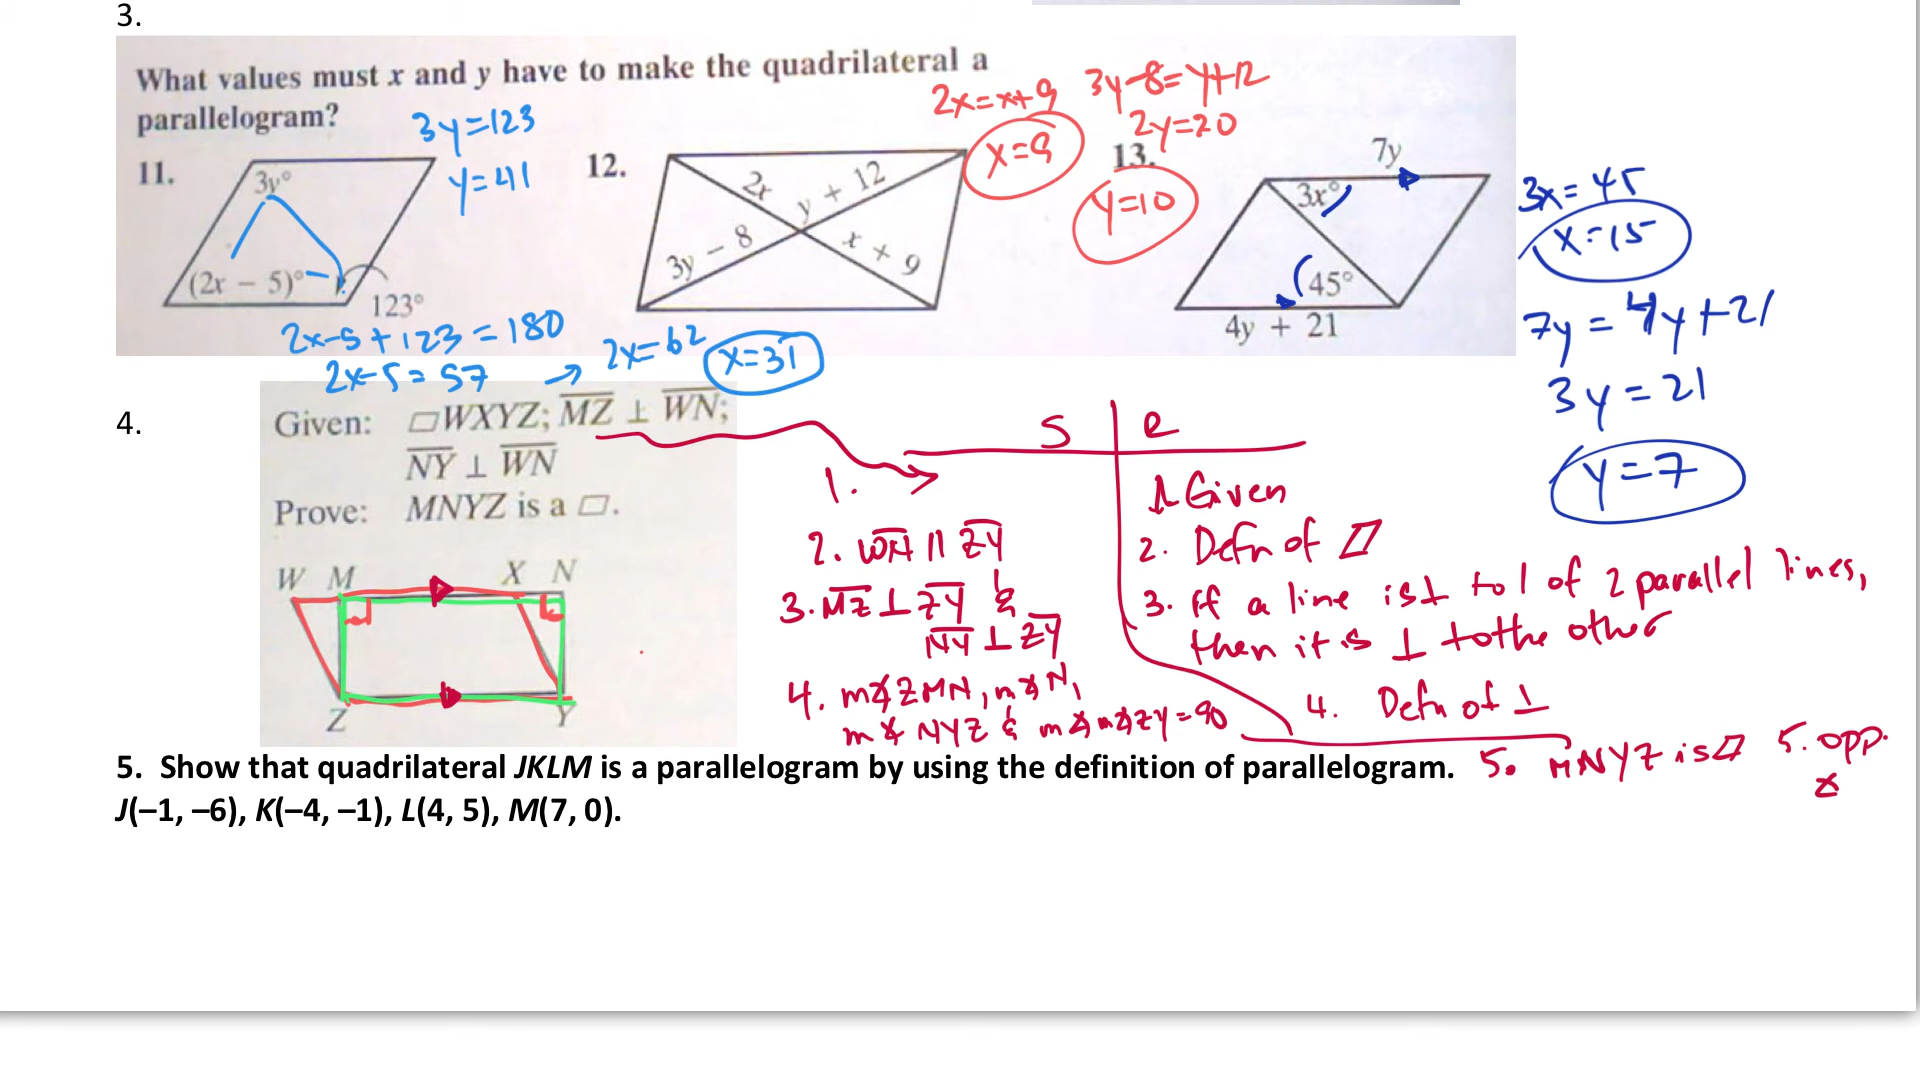 3.
What values must x and y have to make the quadrilateral a
parallelogram?
3y=123
y=41
2x=x+9
x=9
3y-8=y+12
2y=20
y=10
11.
3y°
(2x – 5)°
123°
2x-5+123=180
2x-5=57 → 2x=62
x=31
12.
2x
y + 12
3y – 8
x + 9
13.
7y
3x°
45°
4y + 21
3x=45
x=15
7y=4y+21
3y=21
y=7
4.
Given: ▱WXYZ; MZ ⊥ WN;
NY ⊥ WN
Prove: MNYZ is a ▱.
W M X N
Z Y
S R
1. 1. Given
2. WN || ZY 2. Defn of ▱
3. MZ ⊥ ZY & 3. If a line is ⊥ to 1 of 2 parallel lines,
NY ⊥ ZY then it is ⊥ to the other
4. m∡ZMN, m∡N, 4. Defn of ⊥
m∡NYZ & m∡MZY=90
5. MNYZ is ▱ 5. opp.
∡
5. Show that quadrilateral JKLM is a parallelogram by using the definition of parallelogram.
J(–1, –6), K(–4, –1), L(4, 5), M(7, 0).